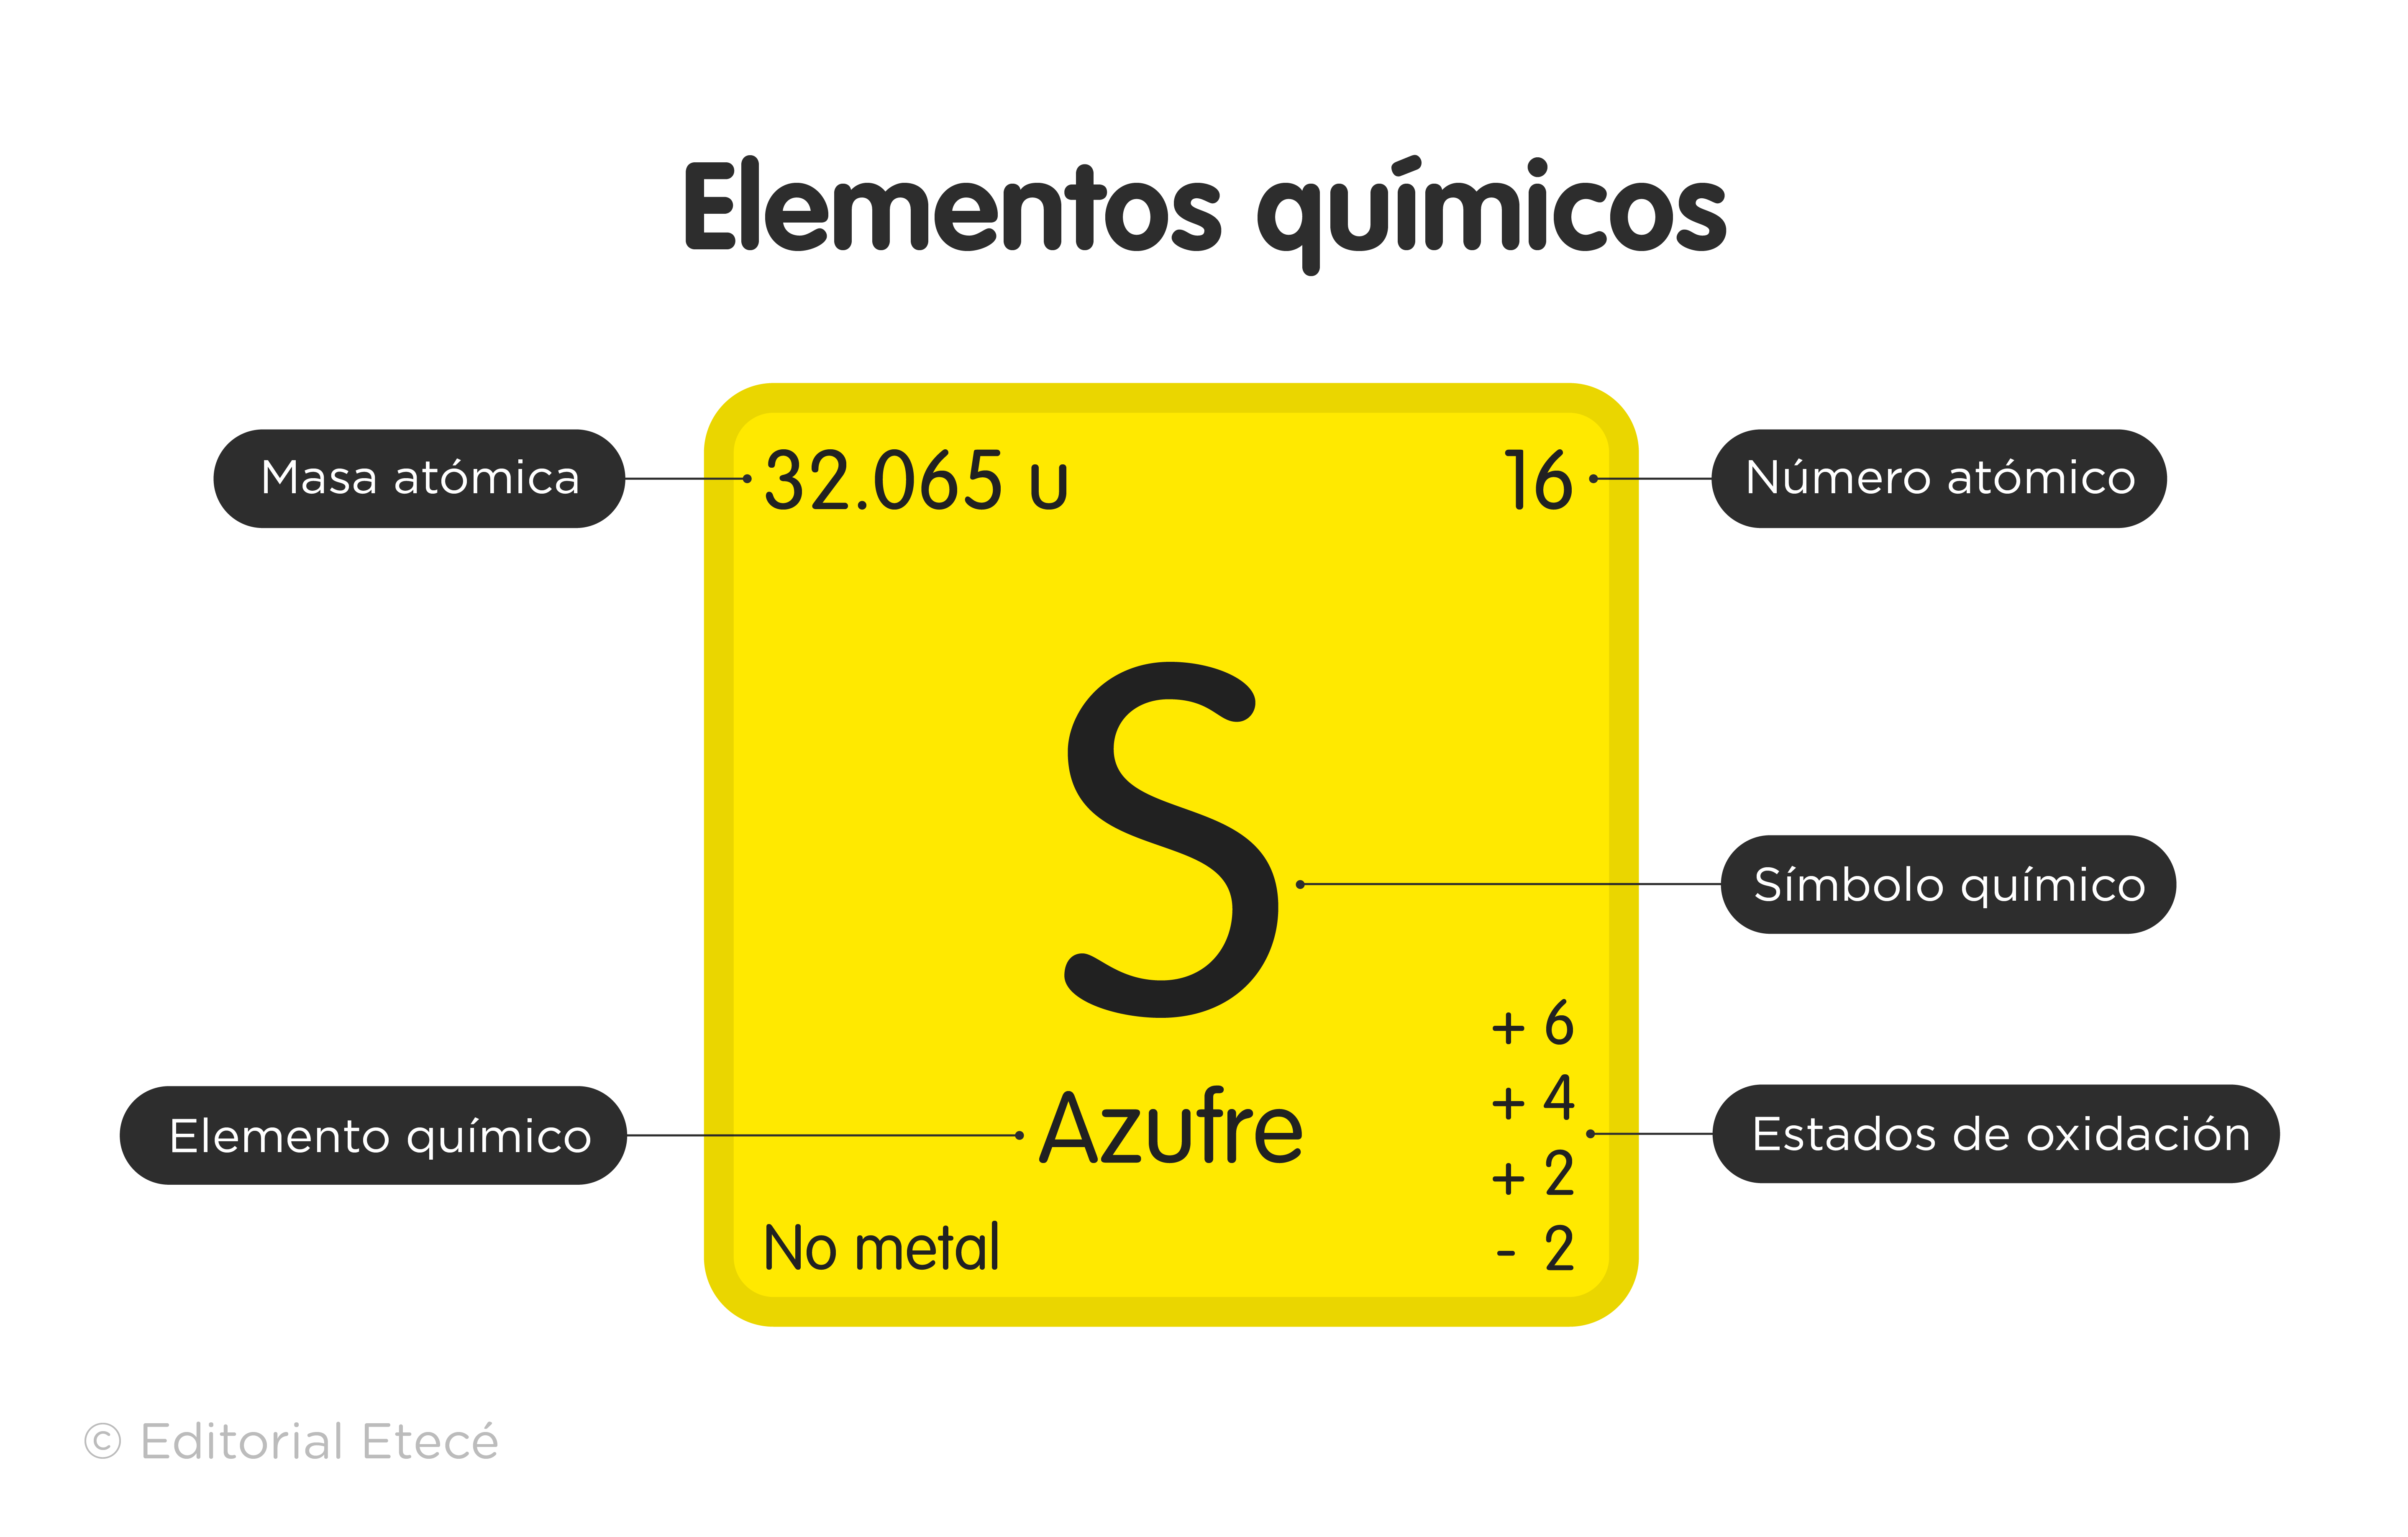 Elementos químicos
Masa atómica
32.065 u
16
Número atómico
S
Símbolo químico
+ 6
+ 4
+ 2
- 2
Estados de oxidación
Elemento químico
Azufre
No metal
© Editorial Etecé